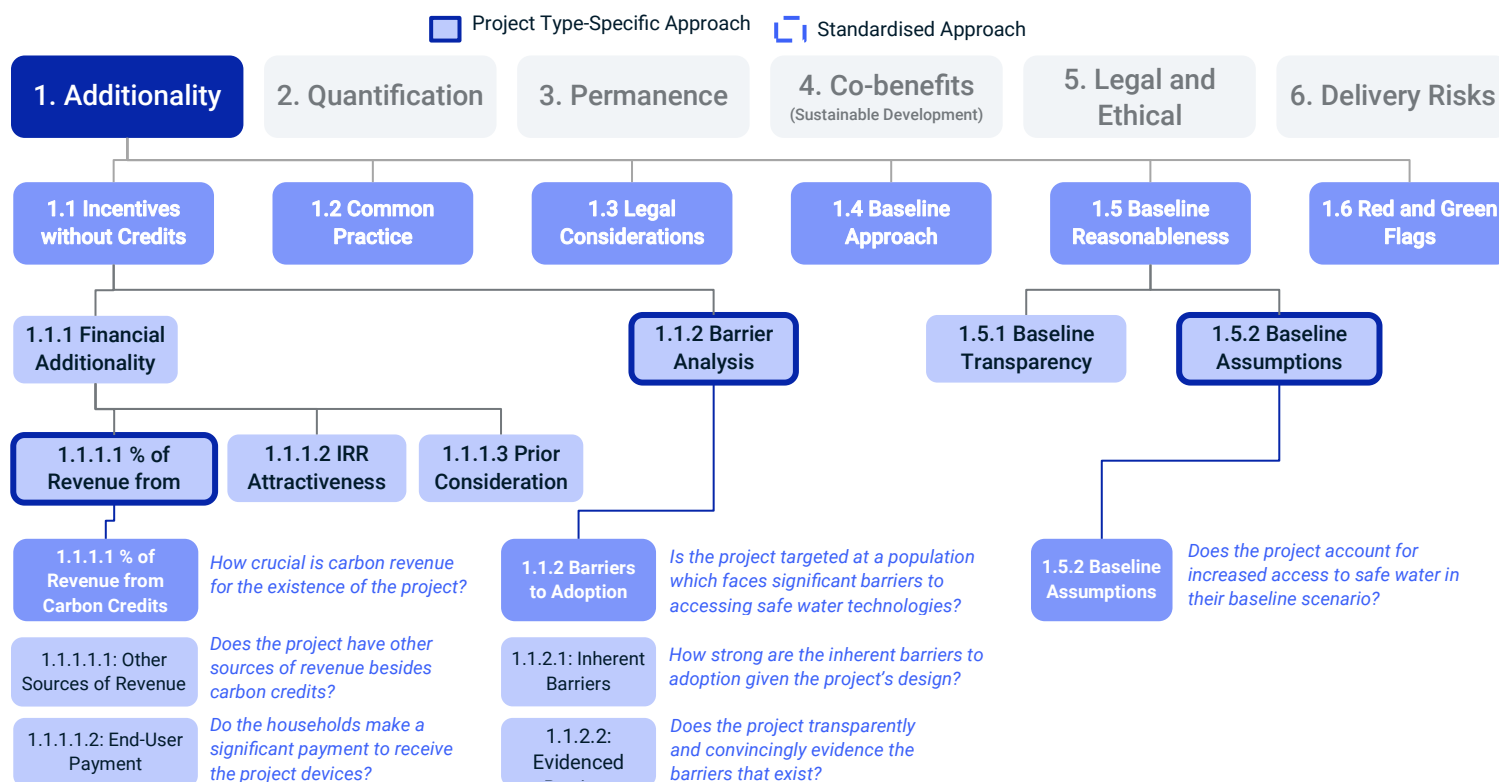 Project Type-Specific Approach
Standardised Approach
1. Additionality
2. Quantification
3. Permanence
4. Co-benefits
(Sustainable Development)
5. Legal and
Ethical
6. Delivery Risks
1.1 Incentives
without Credits
1.2 Common
Practice
1.3 Legal
Considerations
1.4 Baseline
Approach
1.5 Baseline
Reasonableness
1.6 Red and Green
Flags
1.1.1 Financial
Additionality
1.1.2 Barrier
Analysis
1.5.1 Baseline
Transparency
1.5.2 Baseline
Assumptions
1.1.1.1 % of
Revenue from
1.1.1.2 IRR
Attractiveness
1.1.1.3 Prior
Consideration
1.1.1.1 % of
Revenue from
Carbon Credits
How crucial is carbon revenue
for the existence of the project?
1.1.2 Barriers
to Adoption
Is the project targeted at a population
which faces significant barriers to
accessing safe water technologies?
1.5.2 Baseline
Assumptions
Does the project account for
increased access to safe water in
their baseline scenario?
1.1.1.1.1: Other
Sources of Revenue
Does the project have other
sources of revenue besides
carbon credits?
1.1.2.1: Inherent
Barriers
How strong are the inherent barriers to
adoption given the project's design?
1.1.1.1.2: End-User
Payment
Do the households make a
significant payment to receive
the project devices?
1.1.2.2:
Evidenced
Does the project transparently
and convincingly evidence the
barriers that exist?